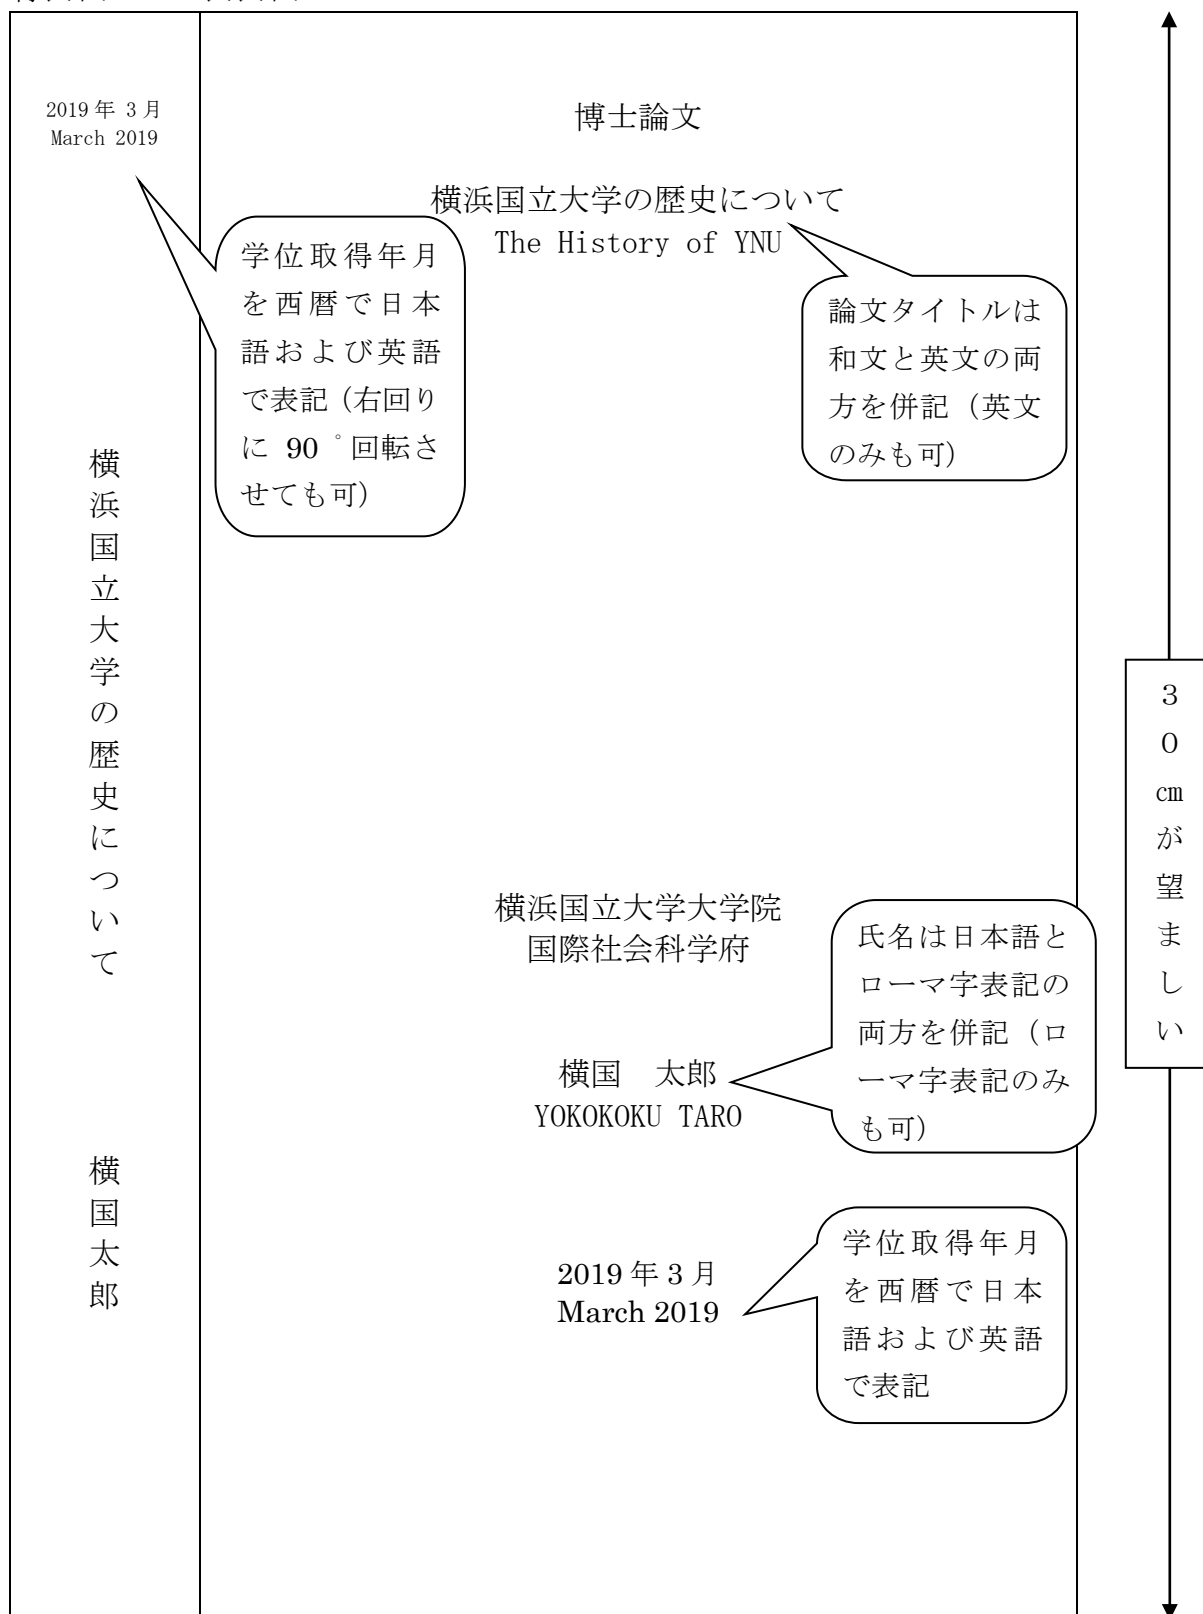 2019年 3月
March 2019
横浜国立大学の歴史について
横国太郎
博士論文
横浜国立大学の歴史について
The History of YNU
学位取得年月
を西暦で日本
語および英語
で表記（右回り
に 90°回転さ
せても可）
論文タイトルは
和文と英文の両
方を併記（英文
のみも可）
横浜国立大学大学院
国際社会科学府
横国　太郎
YOKOKOKU TARO
氏名は日本語と
ローマ字表記の
両方を併記（ロ
ーマ字表記のみ
も可）
2019年3月
March 2019
学位取得年月
を西暦で日本
語および英語
で表記
３０㎝が望ましい